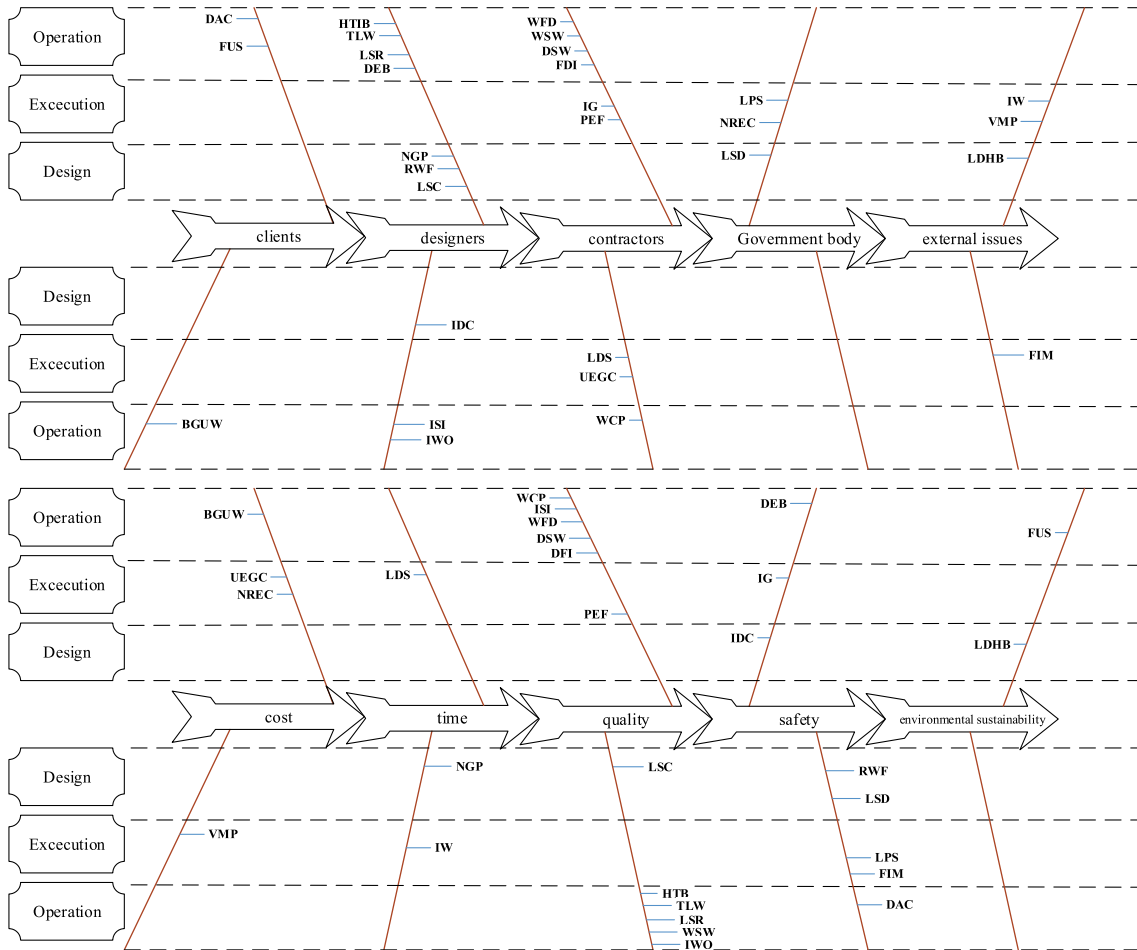 Operation
DAC
FUS
HTIB
TLW
LSR
DEB
WFD
WSW
DSW
FDI
Excecution
IG
PEF
LPS
NREC
IW
VMP
Design
NGP
RWF
LSC
LSD
LDHB
clients
designers
contractors
Government body
external issues
Design
IDC
Excecution
LDS
UEGC
FIM
Operation
BGUW
ISI
IWO
WCP
Operation
BGUW
WCP
ISI
WFD
DSW
DFI
DEB
FUS
Excecution
UEGC
NREC
LDS
PEF
IG
Design
IDC
LDHB
cost
time
quality
safety
environmental sustainability
Design
NGP
LSC
RWF
LSD
Excecution
VMP
IW
LPS
FIM
Operation
HTB
TLW
LSR
WSW
IWO
DAC